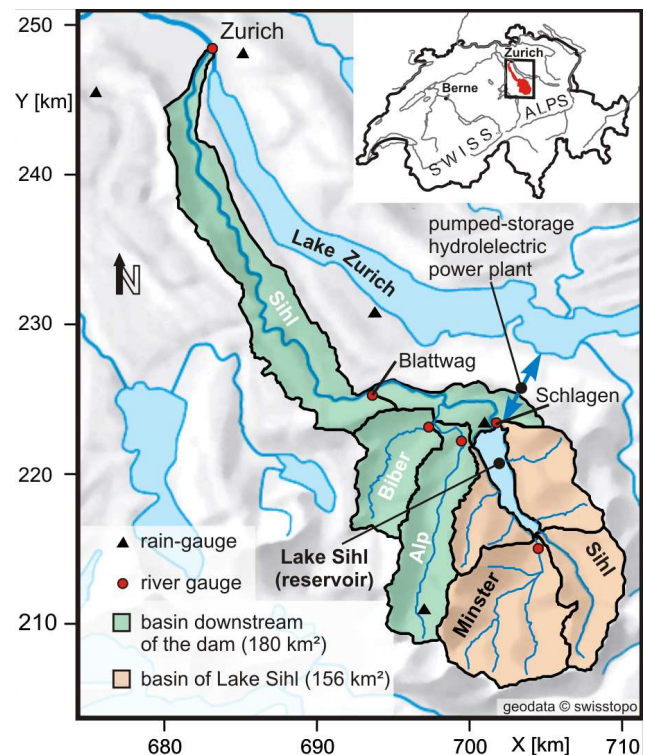 250
Y [km]
240
230
220
210
680
690
700
X [km]
710
Zurich
Zurich
Berne
SWISS ALPS
Lake Zurich
pumped-storage
hydrolelectric
power plant
N
Sihl
Blattwag
Schlagen
Biber
Alp
Lake Sihl
(reservoir)
Minster
Sihl
rain-gauge
river gauge
basin downstream
of the dam (180 km²)
basin of Lake Sihl (156 km²)
geodata © swisstopo